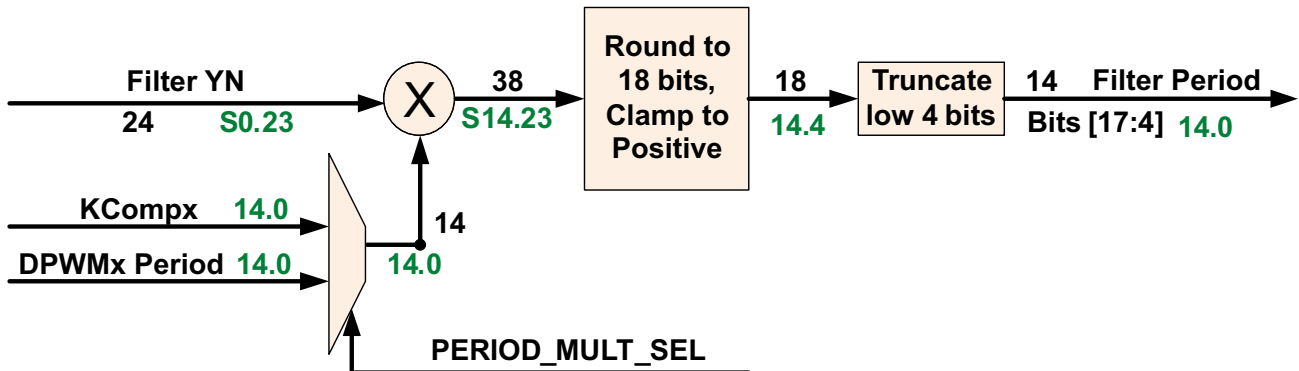 Filter YN
24 S0.23
X
38
S14.23
Round to
18 bits,
Clamp to
Positive
18
14.4
Truncate
low 4 bits
14 Filter Period
Bits [17:4] 14.0
KCompx 14.0
DPWMx Period 14.0
14
14.0
PERIOD_MULT_SEL